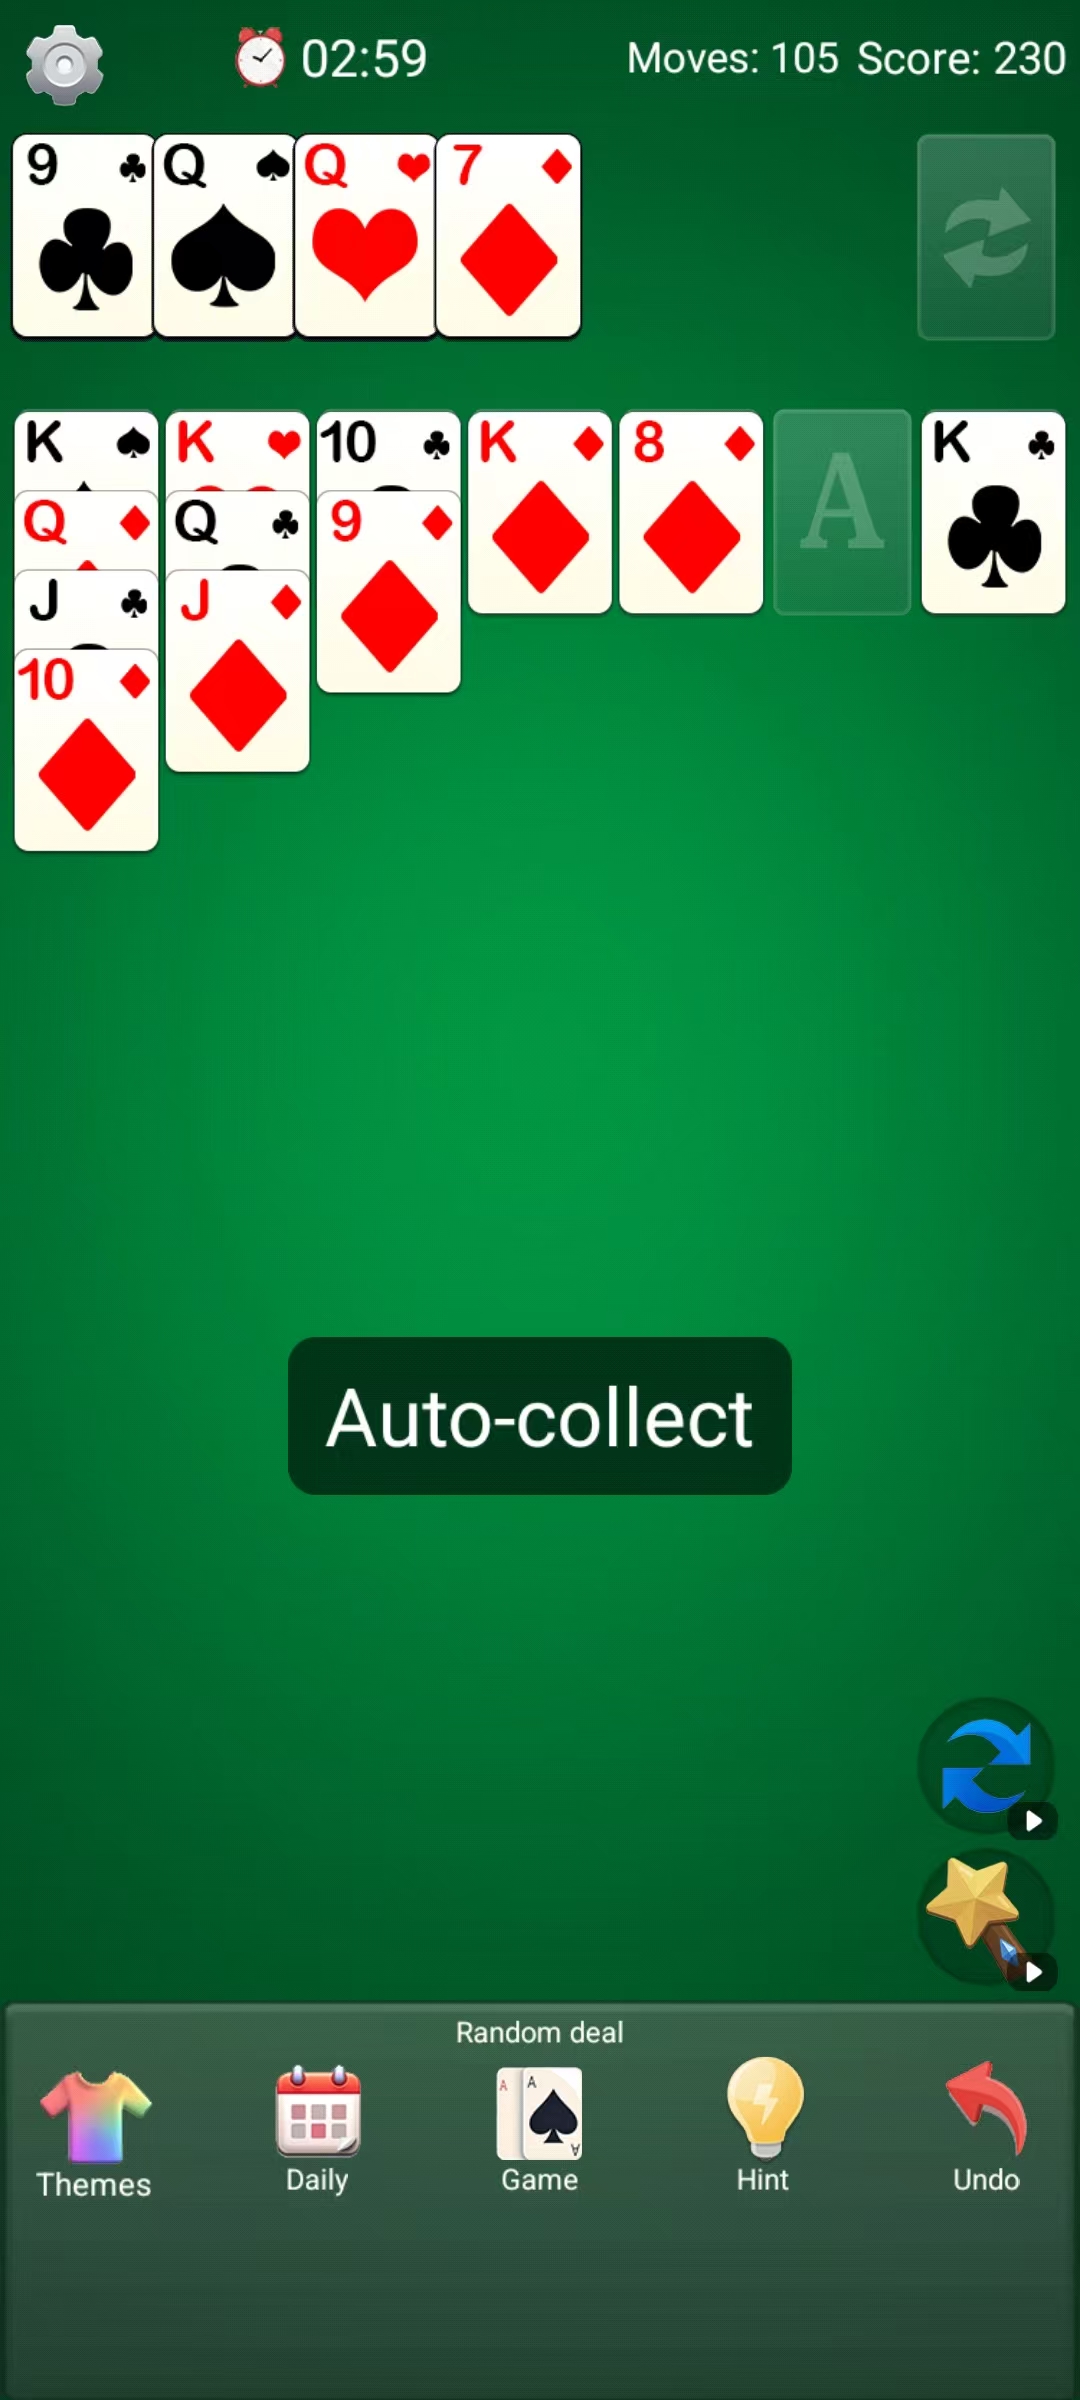 02:59 Moves: 105 Score: 230
9 Q Q 7
K K 10 K 8 A K
Q Q 9
J J
10
Auto-collect
Random deal
A A A
Themes Daily Game Hint Undo